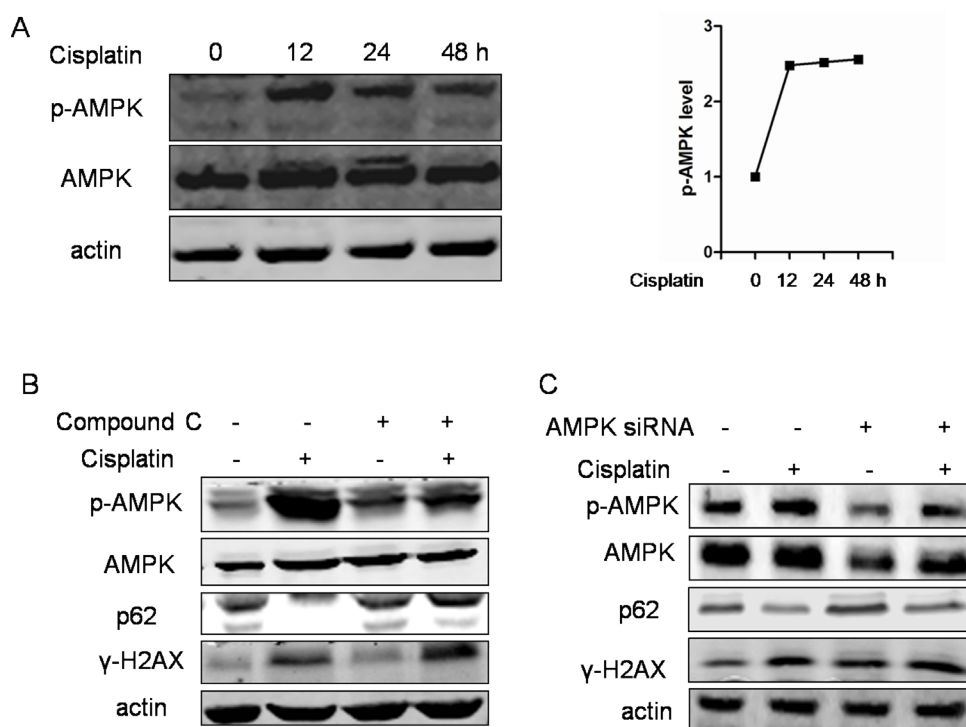 A
Cisplatin 0 12 24 48 h
p-AMPK
AMPK
actin
3
2
1
0
p-AMPK level
Cisplatin 0 12 24 48 h
B
Compound C - - + +
Cisplatin - + - +
p-AMPK
AMPK
p62
γ-H2AX
actin
C
AMPK siRNA - - + +
Cisplatin - + - +
p-AMPK
AMPK
p62
γ-H2AX
actin